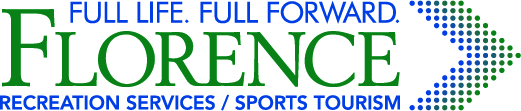 FULL LIFE. FULL FORWARD.
FLORENCE
RECREATION SERVICES / SPORTS TOURISM